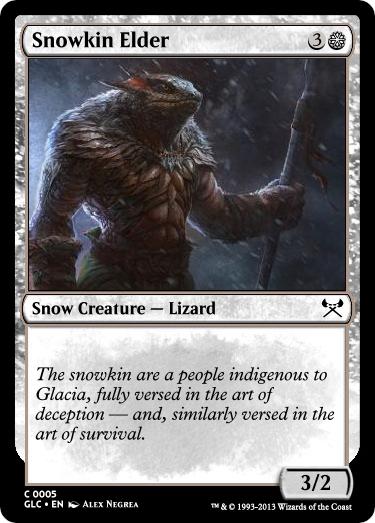 Snowkin Elder 3
Snow Creature — Lizard
The snowkin are a people indigenous to
Glacia, fully versed in the art of
deception — and, similarly versed in the
art of survival.
3/2
C 0005
GLC • EN Alex Negrea
™ & © 1993-2013 Wizards of the Coast